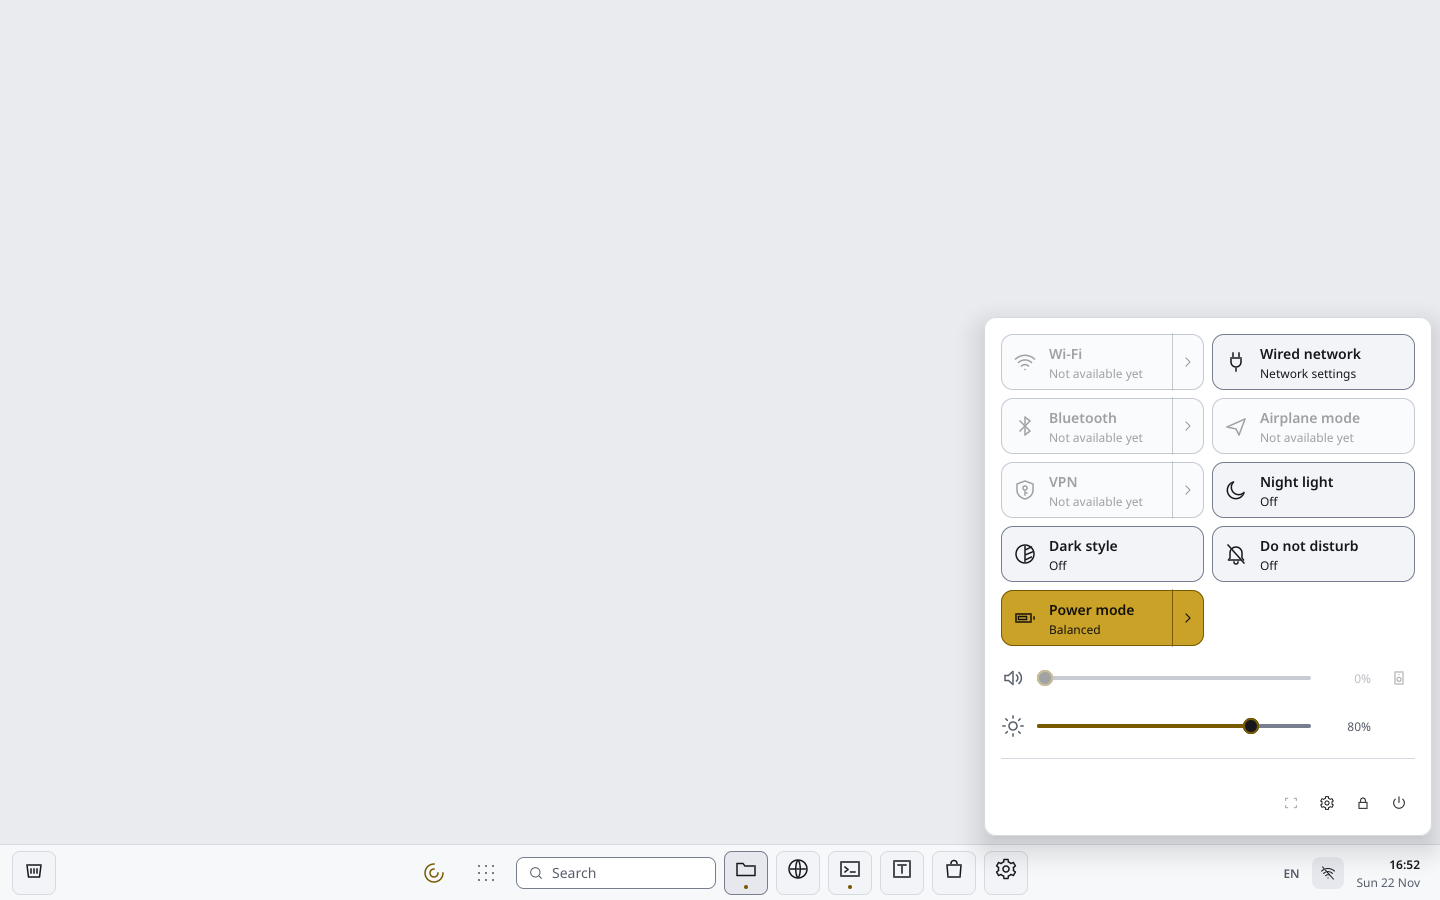 Wi-Fi
Not available yet
Wired network
Network settings
Bluetooth
Not available yet
Airplane mode
Not available yet
VPN
Not available yet
Night light
Off
Dark style
Off
Do not disturb
Off
Power mode
Balanced
0%
80%
Search
EN
16:52
Sun 22 Nov